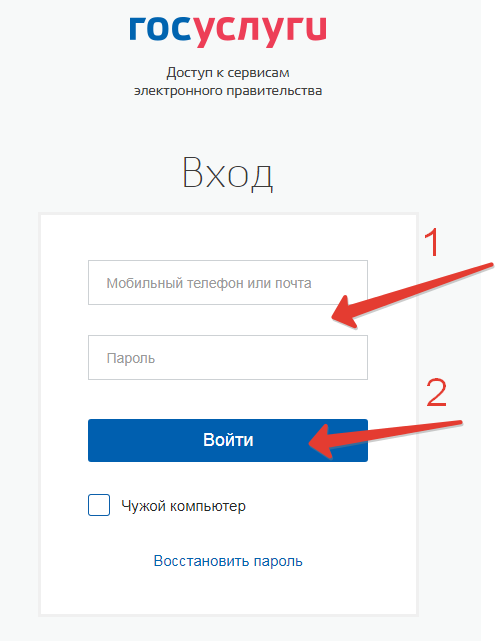 госуслуги
Доступ к сервисам
электронного правительства
Вход
1
Мобильный телефон или почта
Пароль
2
Войти
Чужой компьютер
Восстановить пароль